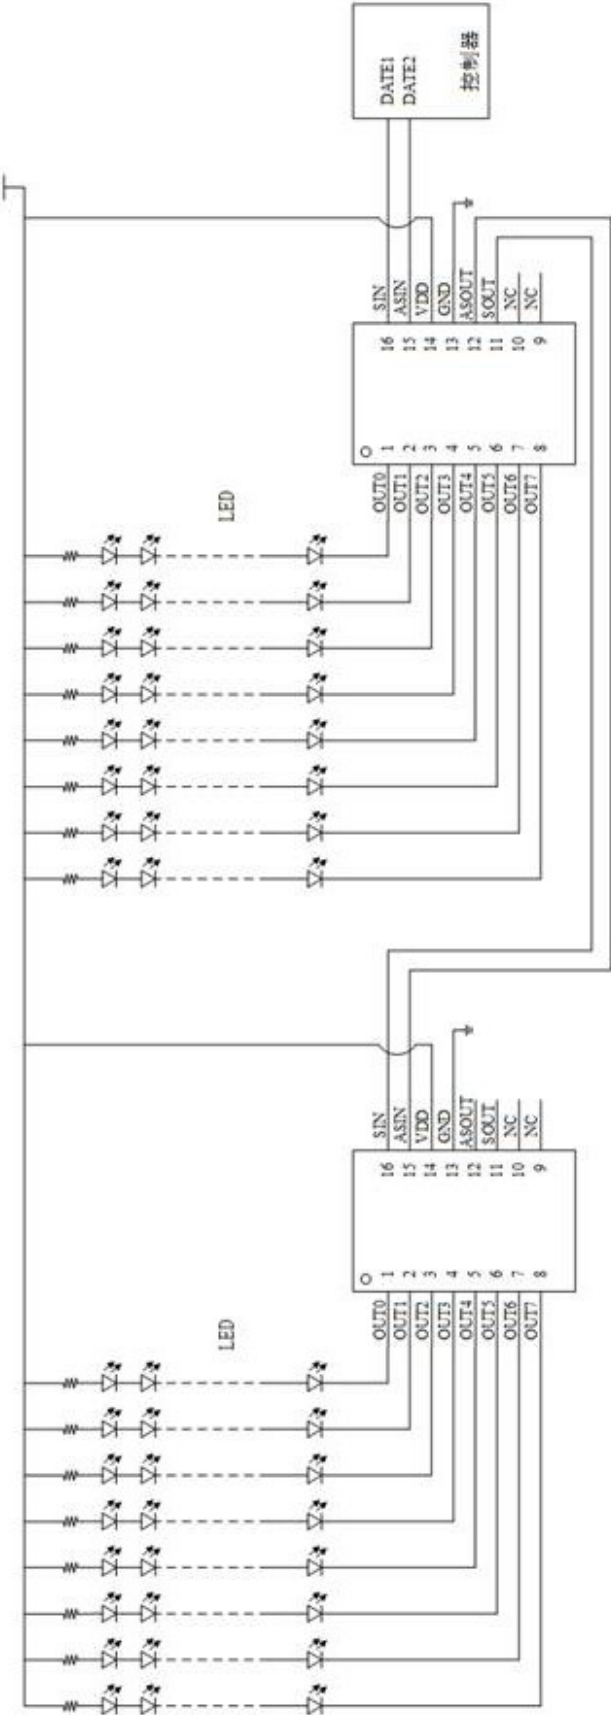 DATE1
DATE2
控制器
SIN
ASIN
VDD
GND
ASOUT
SOUT
NC
NC
16
15
14
13
12
11
10
9
1
2
3
4
5
6
7
8
OUT0
OUT1
OUT2
OUT3
OUT4
OUT5
OUT6
OUT7
LED
SIN
ASIN
VDD
GND
ASOUT
SOUT
NC
NC
16
15
14
13
12
11
10
9
1
2
3
4
5
6
7
8
OUT0
OUT1
OUT2
OUT3
OUT4
OUT5
OUT6
OUT7
LED